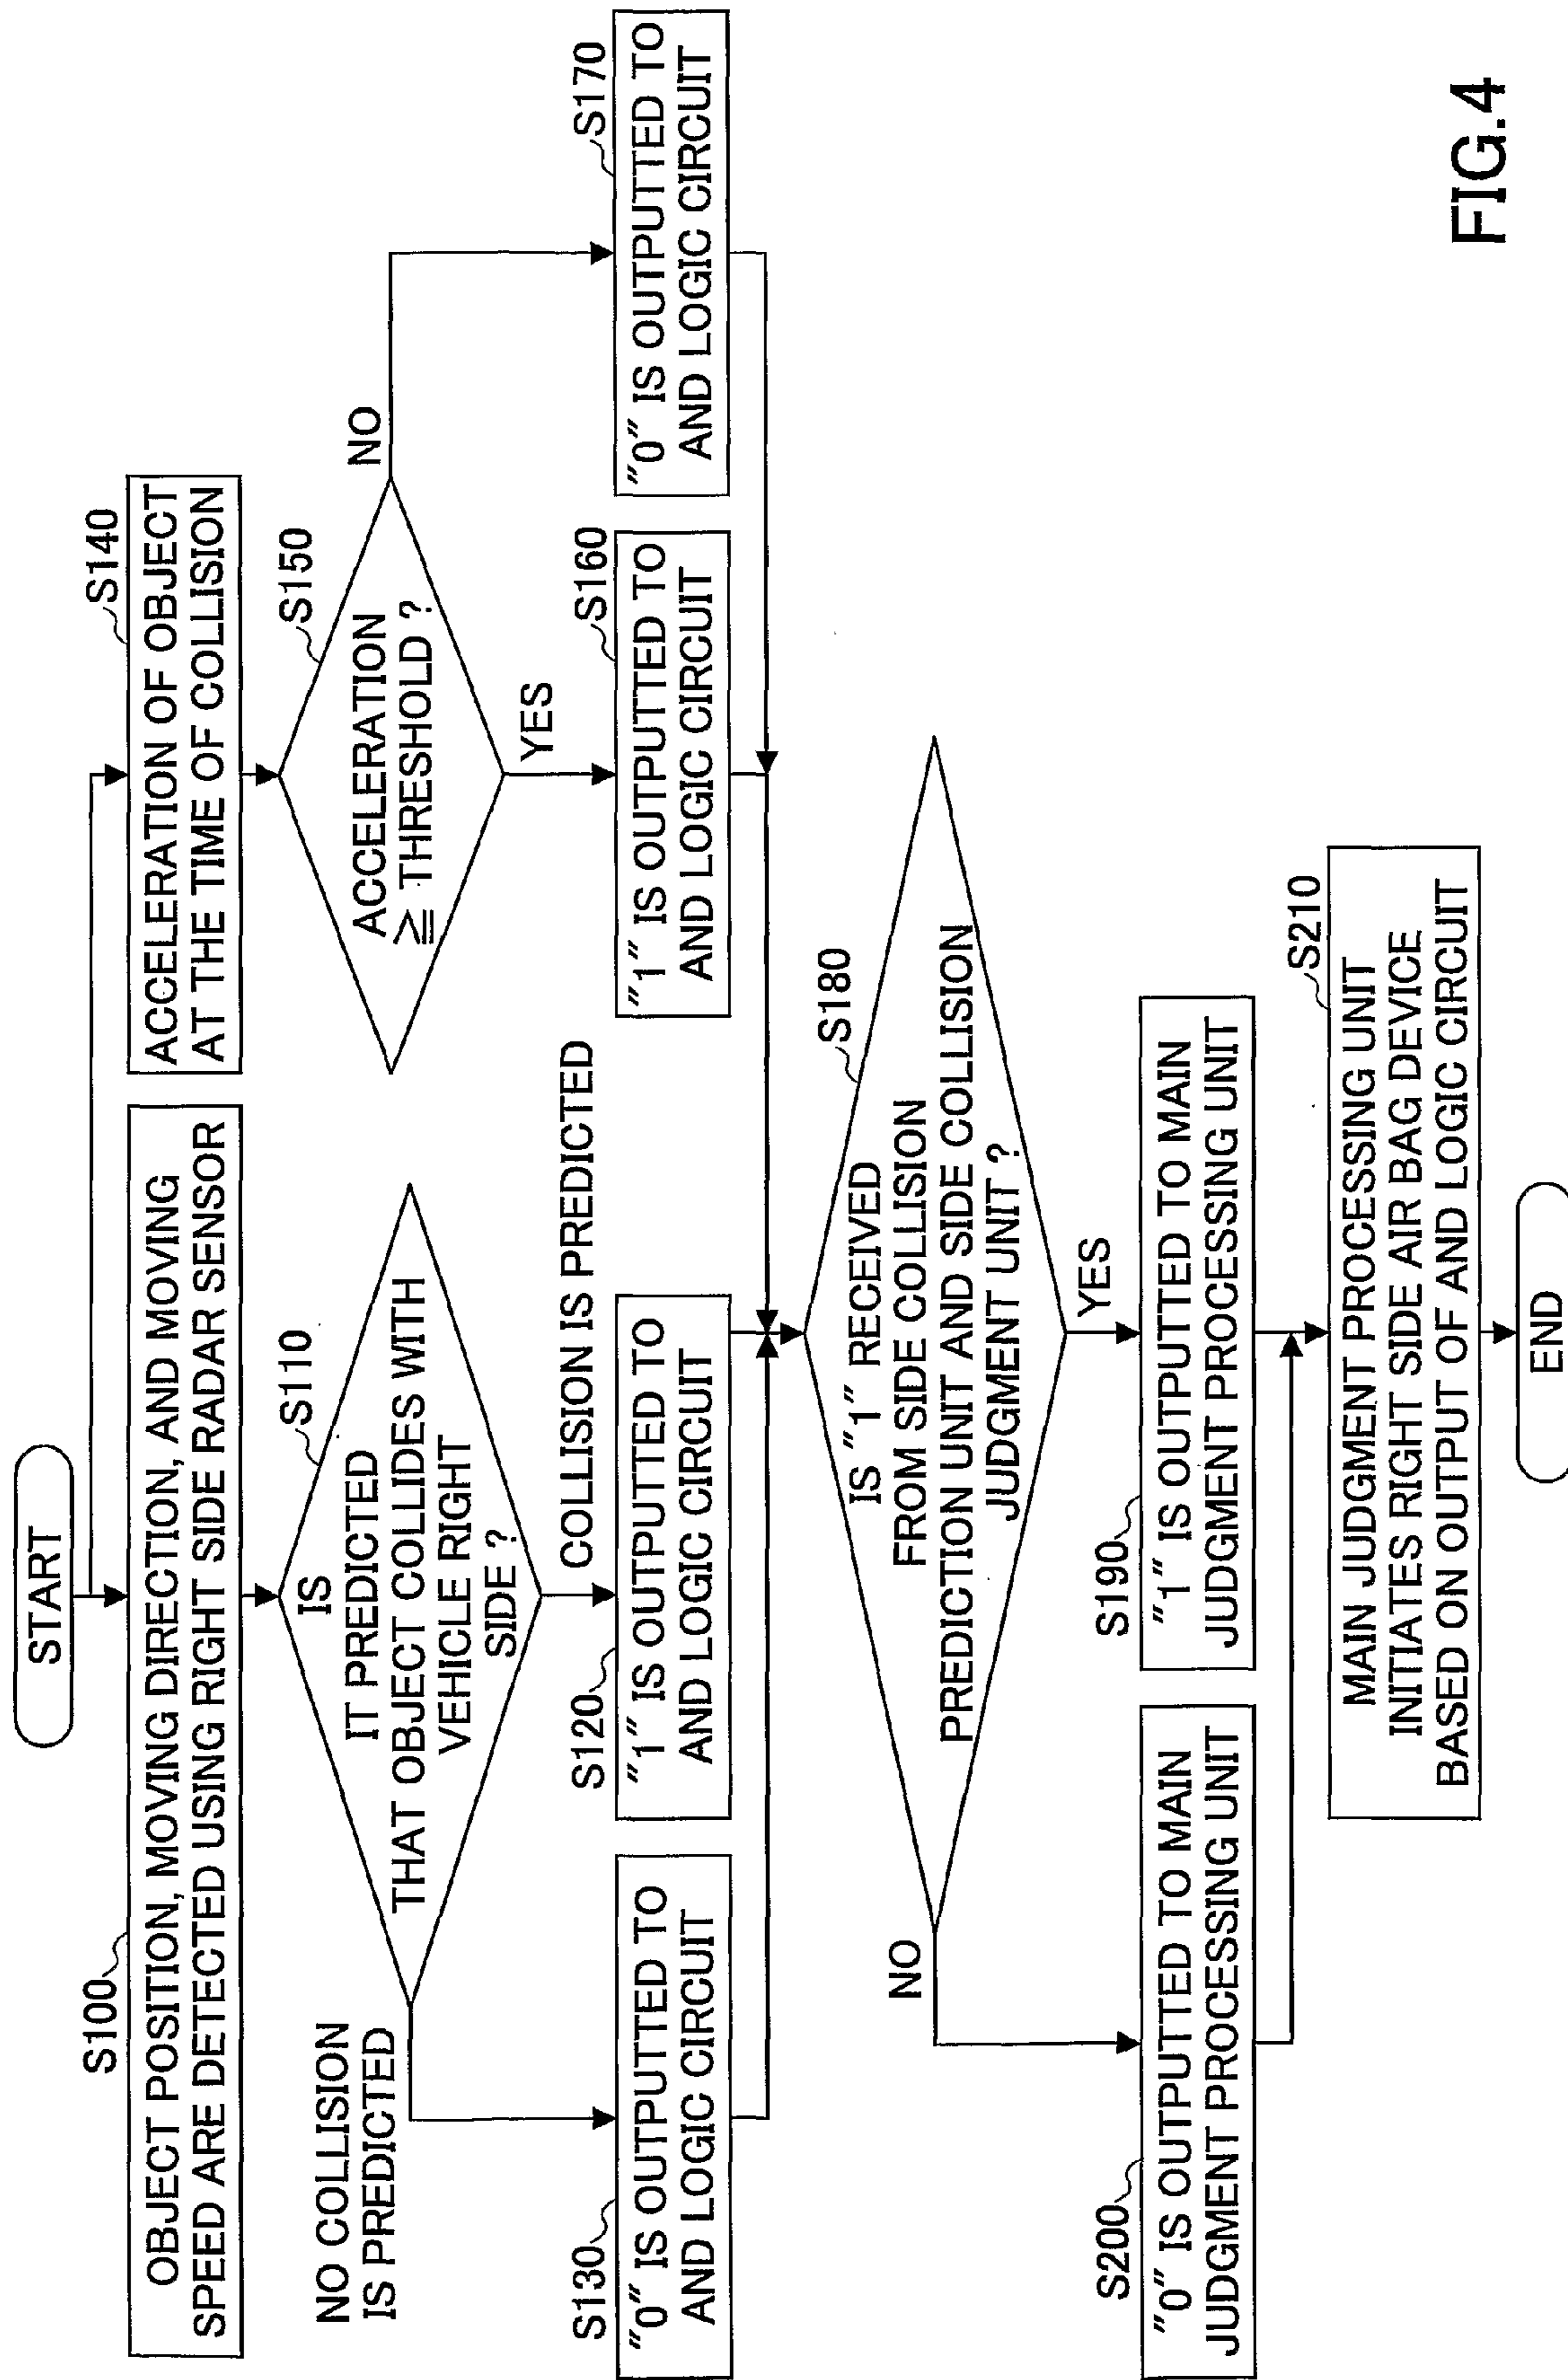 START
S100
OBJECT POSITION, MOVING DIRECTION, AND MOVING
SPEED ARE DETECTED USING RIGHT SIDE RADAR SENSOR
S140
ACCELERATION OF OBJECT
AT THE TIME OF COLLISION
S110
IS
IT PREDICTED
THAT OBJECT COLLIDES WITH
VEHICLE RIGHT
SIDE ?
S150
ACCELERATION
≧ THRESHOLD ?
NO
YES
NO COLLISION
IS PREDICTED
COLLISION IS PREDICTED
S130
"0" IS OUTPUTTED TO
AND LOGIC CIRCUIT
S120
"1" IS OUTPUTTED TO
AND LOGIC CIRCUIT
S160
"1" IS OUTPUTTED TO
AND LOGIC CIRCUIT
S170
"0" IS OUTPUTTED TO
AND LOGIC CIRCUIT
S180
IS "1" RECEIVED
FROM SIDE COLLISION
PREDICTION UNIT AND SIDE COLLISION
JUDGMENT UNIT ?
NO
YES
S200
"0" IS OUTPUTTED TO MAIN
JUDGMENT PROCESSING UNIT
S190
"1" IS OUTPUTTED TO MAIN
JUDGMENT PROCESSING UNIT
S210
MAIN JUDGMENT PROCESSING UNIT
INITIATES RIGHT SIDE AIR BAG DEVICE
BASED ON OUTPUT OF AND LOGIC CIRCUIT
END
FIG.4